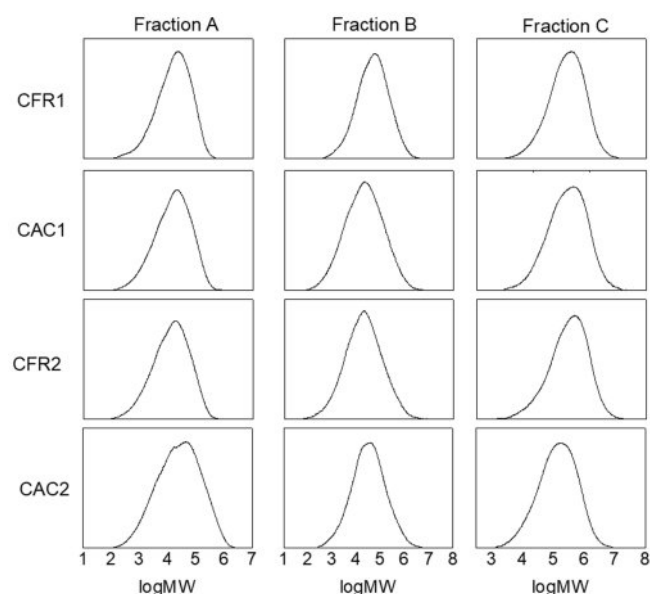 Fraction A Fraction B Fraction C
CFR1
CAC1
CFR2
CAC2
1 2 3 4 5 6 7 1 2 3 4 5 6 7 8 3 4 5 6 7 8
logMW logMW logMW